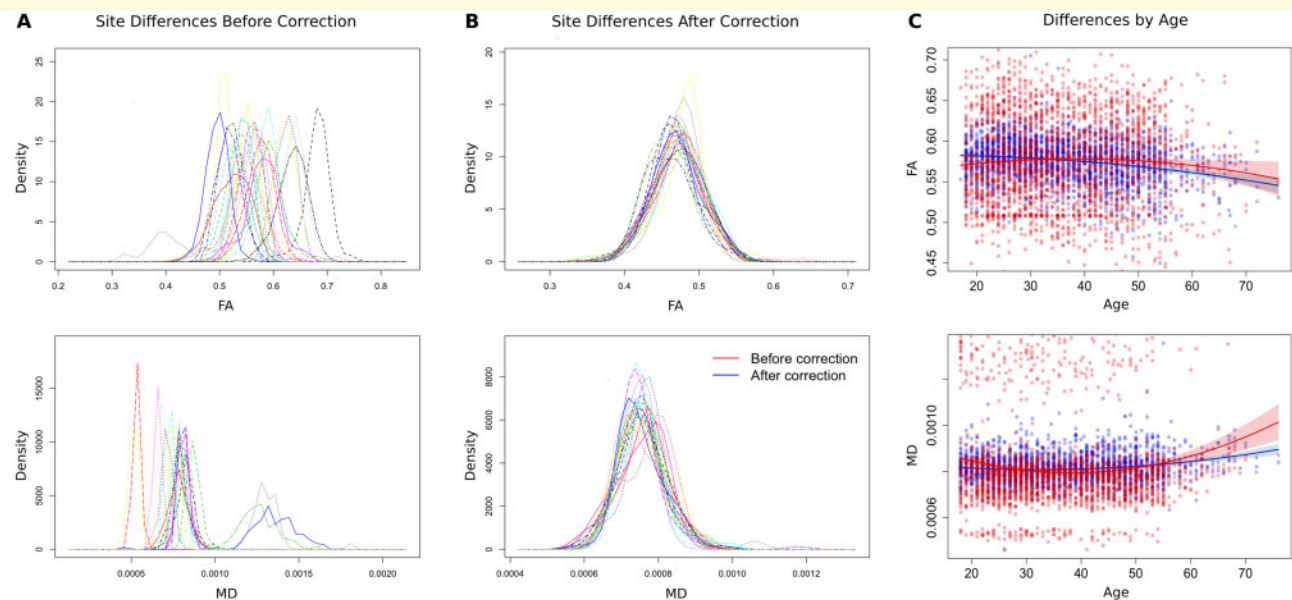 A Site Differences Before Correction
B Site Differences After Correction
C Differences by Age
Density
0 5 10 15 20 25
0.2 0.3 0.4 0.5 0.6 0.7 0.8
FA
Density
0 5 10 15 20
0.3 0.4 0.5 0.6 0.7
FA
FA
0.45 0.50 0.55 0.60 0.65 0.70
20 30 40 50 60 70
Age
Density
0 5000 10000 15000
0.0005 0.0010 0.0015 0.0020
MD
Density
0 2000 4000 6000 8000
Before correction
After correction
0.0004 0.0006 0.0008 0.0010 0.0012
MD
MD
0.0006 0.0010
20 30 40 50 60 70
Age